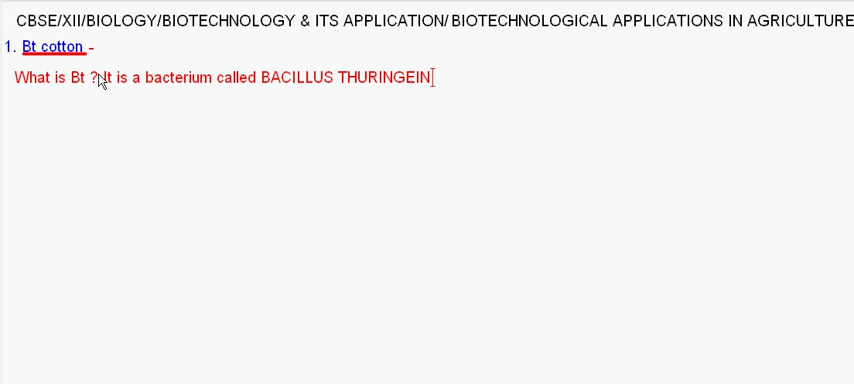 CBSE/XII/BIOLOGY/BIOTECHNOLOGY & ITS APPLICATION/BIOTECHNOLOGICAL APPLICATIONS IN AGRICULTURE
1. Bt cotton -
What is Bt ? It is a bacterium called BACILLUS THURINGEIN